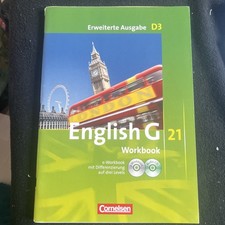 Erweiterte Ausgabe D3
LONDON
English G 21
Workbook
e-Workbook
mit Differenzierung
auf drei Levels
Cornelsen